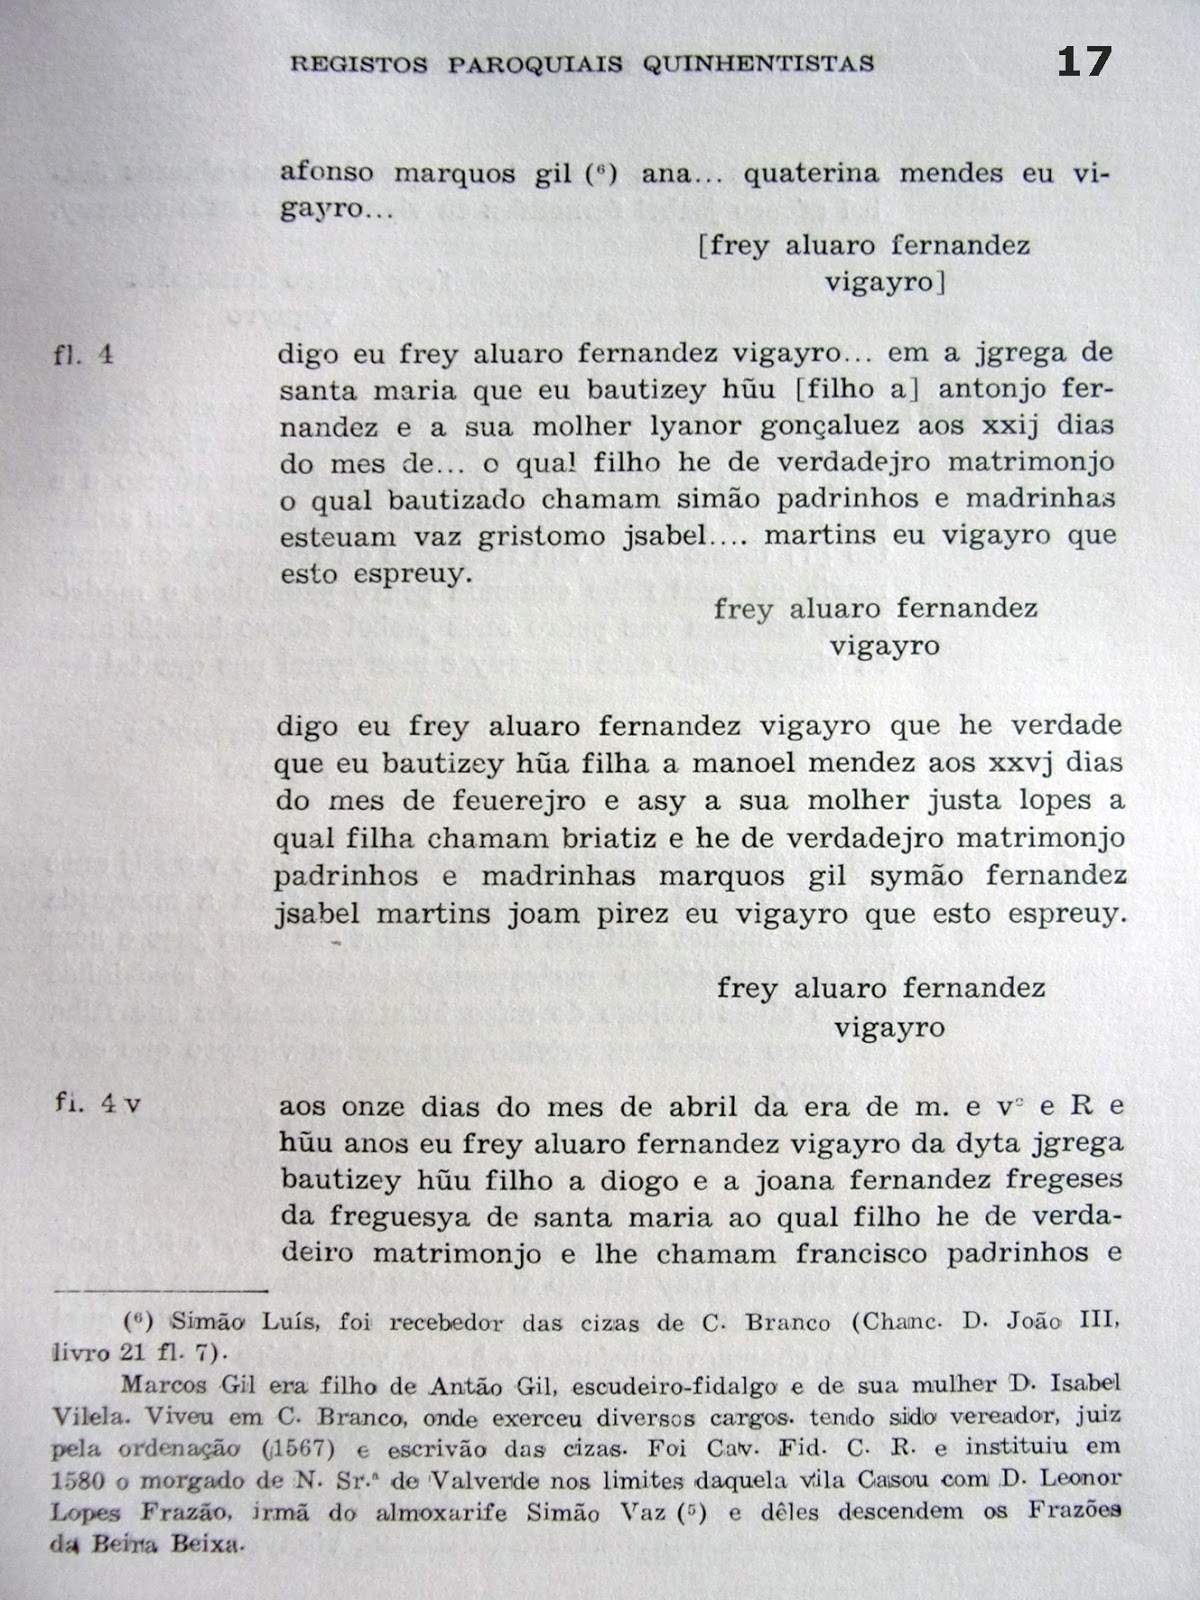 REGISTOS PAROQUIAIS QUINHENTISTAS 17
afonso marquos gil (⁶) ana... quaterina mendes eu vi-
gayro...
[frey aluaro fernandez
vigayro]
fl. 4 digo eu frey aluaro fernandez vigayro... em a jgrega de
santa maria que eu bautizey hũu [filho a] antonjo fer-
nandez e a sua molher lyanor gonçaluez aos xxij dias
do mes de... o qual filho he de verdadejro matrimonjo
o qual bautizado chamam simão padrinhos e madrinhas
esteuam vaz gristomo jsabel.... martins eu vigayro que
esto espreuy.
frey aluaro fernandez
vigayro
digo eu frey aluaro fernandez vigayro que he verdade
que eu bautizey hũa filha a manoel mendez aos xxvj dias
do mes de feuerejro e asy a sua molher justa lopes a
qual filha chamam briatiz e he de verdadejro matrimonjo
padrinhos e madrinhas marquos gil symão fernandez
jsabel martins joam pirez eu vigayro que esto espreuy.
frey aluaro fernandez
vigayro
fi. 4 v aos onze dias do mes de abril da era de m. e vᶜ e R e
hũu anos eu frey aluaro fernandez vigayro da dyta jgrega
bautizey hũu filho a diogo e a joana fernandez fregeses
da freguesya de santa maria ao qual filho he de verda-
deiro matrimonjo e lhe chamam francisco padrinhos e
(⁶) Simão Luís, foi recebedor das cizas de C. Branco (Chanc. D. João III,
livro 21 fl. 7).
Marcos Gil era filho de Antão Gil, escudeiro-fidalgo e de sua mulher D. Isabel
Vilela. Viveu em C. Branco, onde exerceu diversos cargos. tendo sido vereador, juiz
pela ordenação (1567) e escrivão das cizas. Foi Cav. Fid. C. R. e instituiu em
1580 o morgado de N. Sr.ª de Valverde nos limites daquela vila Casou com D. Leonor
Lopes Frazão, irmã do almoxarife Simão Vaz (⁵) e dêles descendem os Frazões
da Beira Beixa.